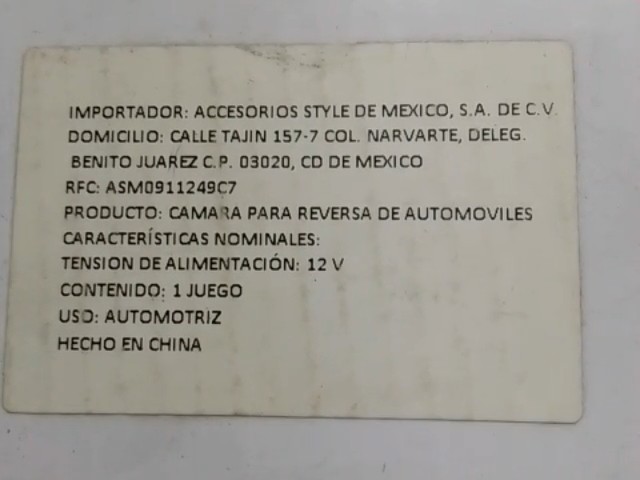 IMPORTADOR: ACCESORIOS STYLE DE MEXICO, S.A. DE C.V.
DOMICILIO: CALLE TAJIN 157-7 COL. NARVARTE, DELEG.
BENITO JUAREZ C.P. 03020, CD DE MEXICO
RFC: ASM0911249C7
PRODUCTO: CAMARA PARA REVERSA DE AUTOMOVILES
CARACTERÍSTICAS NOMINALES:
TENSION DE ALIMENTACIÓN: 12 V
CONTENIDO: 1 JUEGO
USO: AUTOMOTRIZ
HECHO EN CHINA